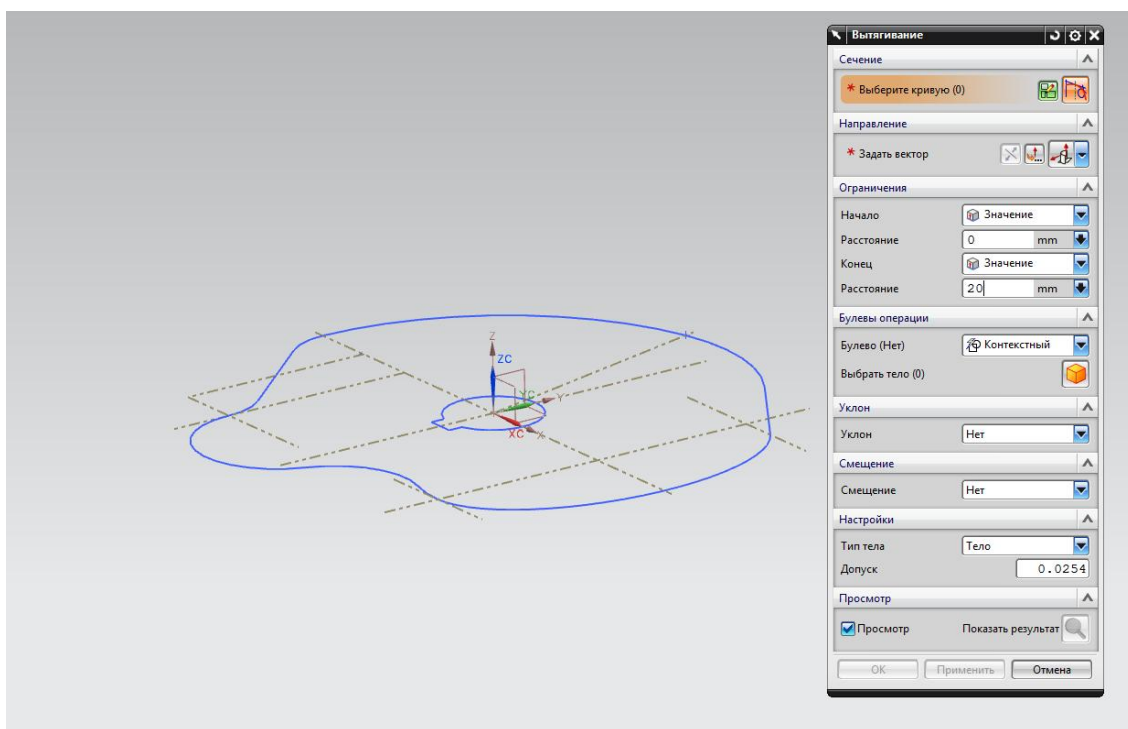 Вытягивание
Сечение
* Выберите кривую (0)
Направление
* Задать вектор
Ограничения
Начало Значение
Расстояние 0 mm
Конец Значение
Расстояние 20 mm
Булевы операции
Булево (Нет) Контекстный
Выбрать тело (0)
Уклон
Уклон Нет
Смещение
Смещение Нет
Настройки
Тип тела Тело
Допуск 0.0254
Просмотр
Просмотр Показать результат
ОК Применить Отмена
Z
ZC
YC
Y
XC
X